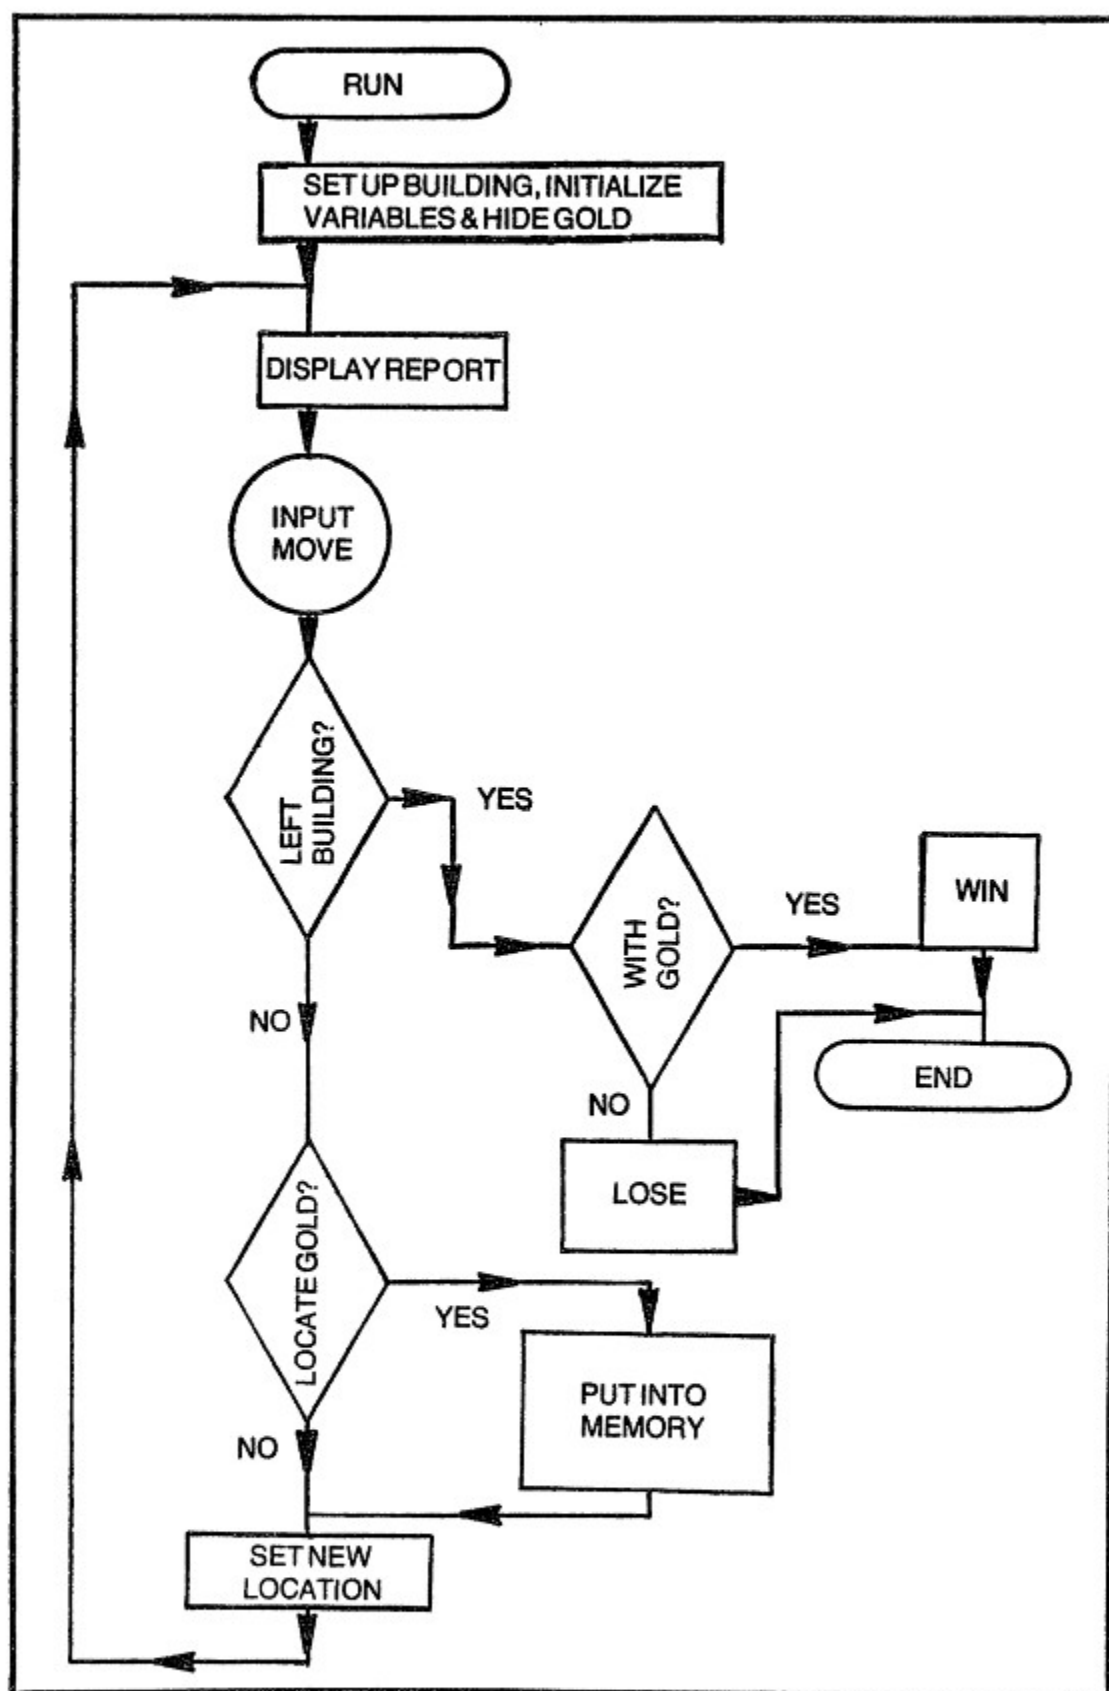 RUN
SET UP BUILDING, INITIALIZE
VARIABLES & HIDE GOLD
DISPLAY REPORT
INPUT
MOVE
LEFT
BUILDING?
YES
WITH
GOLD?
YES
WIN
NO
NO
END
LOSE
LOCATE GOLD?
YES
PUT INTO
MEMORY
NO
SET NEW
LOCATION